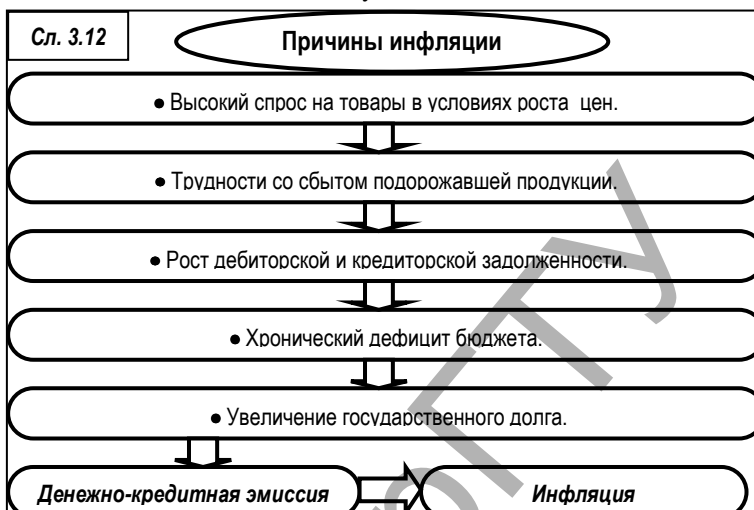 Сл. 3.12
Причины инфляции
● Высокий спрос на товары в условиях роста цен.
● Трудности со сбытом подорожавшей продукции.
● Рост дебиторской и кредиторской задолженности.
● Хронический дефицит бюджета.
● Увеличение государственного долга.
Денежно-кредитная эмиссия
Инфляция